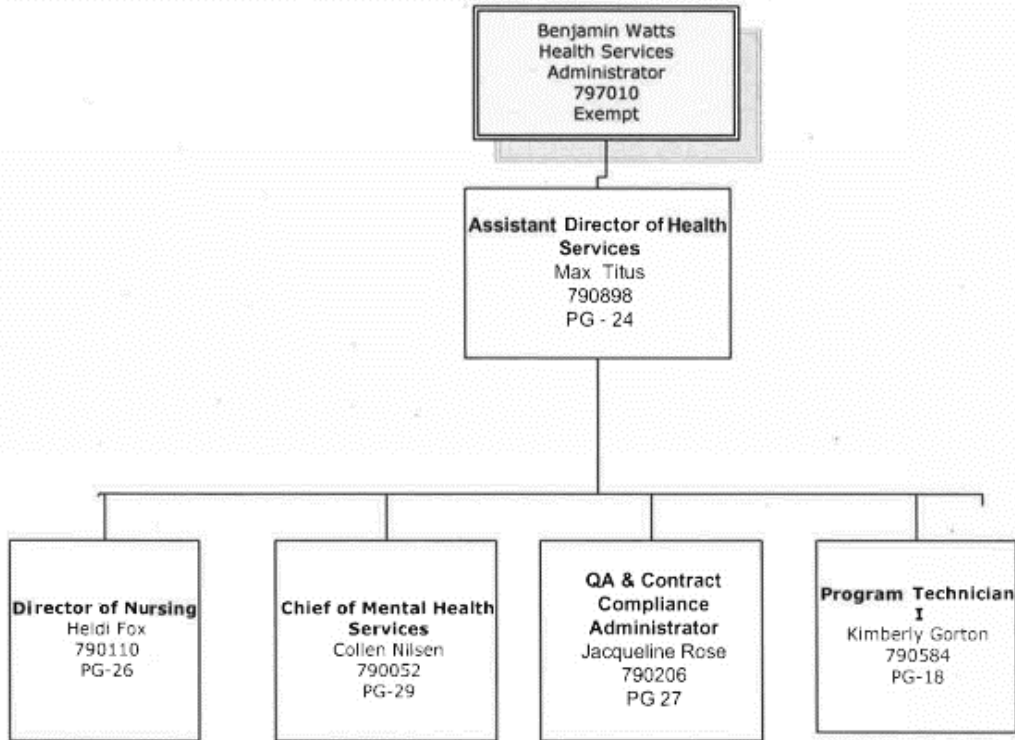 Benjamin Watts
Health Services
Administrator
797010
Exempt
Assistant Director of Health
Services
Max Titus
790898
PG - 24
Director of Nursing
Heidi Fox
790110
PG-26
Chief of Mental Health
Services
Collen Nilsen
790052
PG-29
QA & Contract
Compliance
Administrator
Jacqueline Rose
790206
PG 27
Program Technician
I
Kimberly Gorton
790584
PG-18